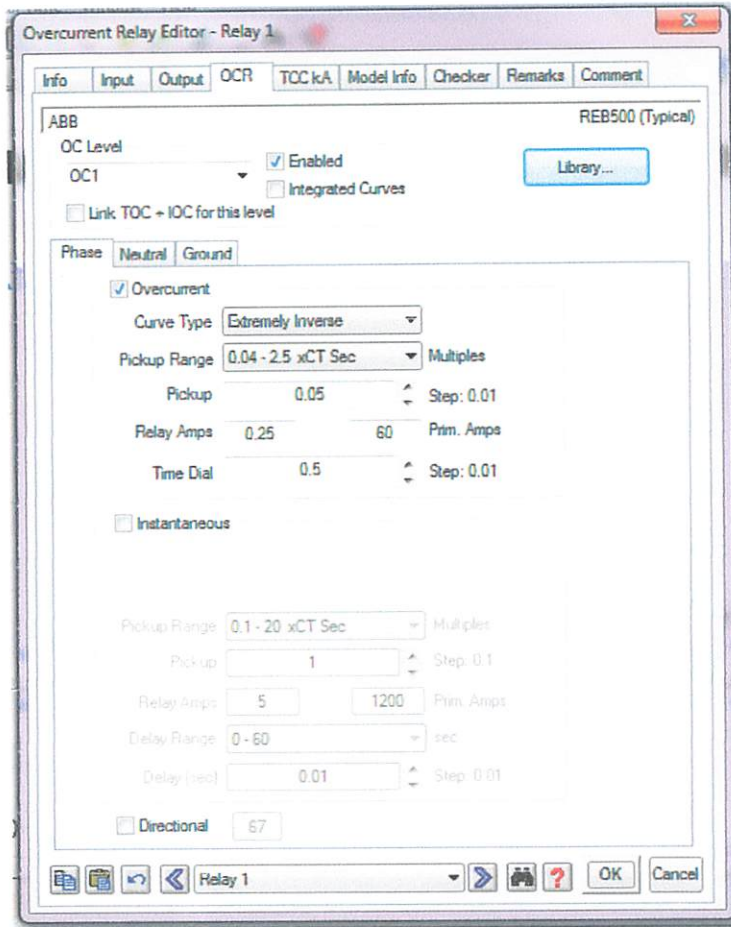 Overcurrent Relay Editor - Relay 1
Info Input Output OCR TCC kA Model Info Checker Remarks Comment
ABB REB500 (Typical)
OC Level
OC1
Enabled
Integrated Curves
Library...
Link TOC + IOC for this level
Phase Neutral Ground
Overcurrent
Curve Type Extremely Inverse
Pickup Range 0.04 - 2.5 xCT Sec Multiples
Pickup 0.05 Step: 0.01
Relay Amps 0.25 60 Prim. Amps
Time Dial 0.5 Step: 0.01
Instantaneous
Pickup Range 0.1 - 20 xCT Sec Multiples
Pickup 1 Step: 0.1
Relay Amps 5 1200 Prim. Amps
Delay Range 0 - 60 sec
Delay (sec) 0.01 Step: 0.01
Directional 67
Relay 1 ? OK Cancel